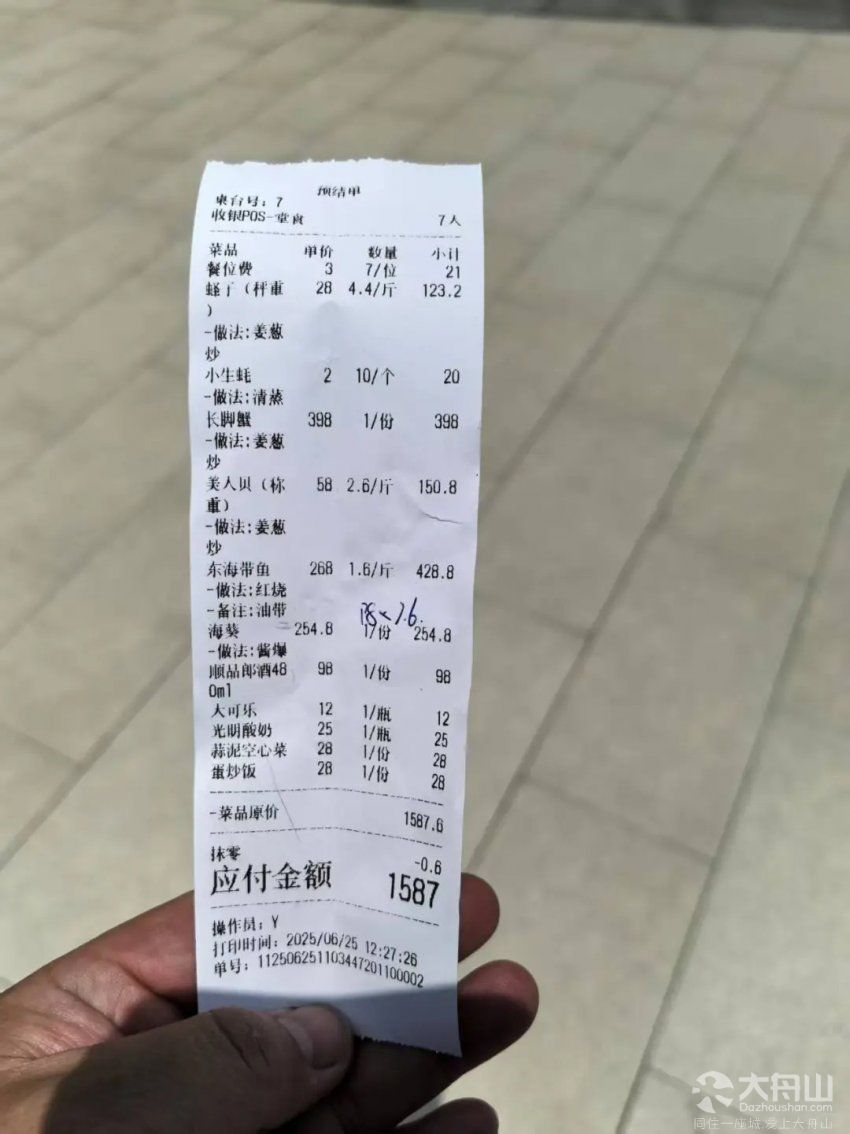 预结单
桌台号：7
收银POS-堂食 7人
菜品 单价 数量 小计
餐位费 3 7/位 21
蛏子（秤重 28 4.4/斤 123.2
）
-做法:姜葱
炒
小生蚝 2 10/个 20
-做法:清蒸
长脚蟹 398 1/份 398
-做法:姜葱
炒
美人贝（称 58 2.6/斤 150.8
重）
-做法:姜葱
炒
东海带鱼 268 1.6/斤 428.8
-做法:红烧
-备注:油带
海葵 254.8 1/份 254.8
-做法:酱爆
顺品郎酒48 98 1/份 98
0ml
大可乐 12 1/瓶 12
光明酸奶 25 1/瓶 25
蒜泥空心菜 28 1/份 28
蛋炒饭 28 1/份 28
-菜品原价 1587.6
抹零 -0.6
应付金额 1587
操作员：Y
打印时间：2025/06/25 12:27:26
单号：112506251103447201100002
大舟山
Dazhoushan.com
同住一座城,爱上大舟山